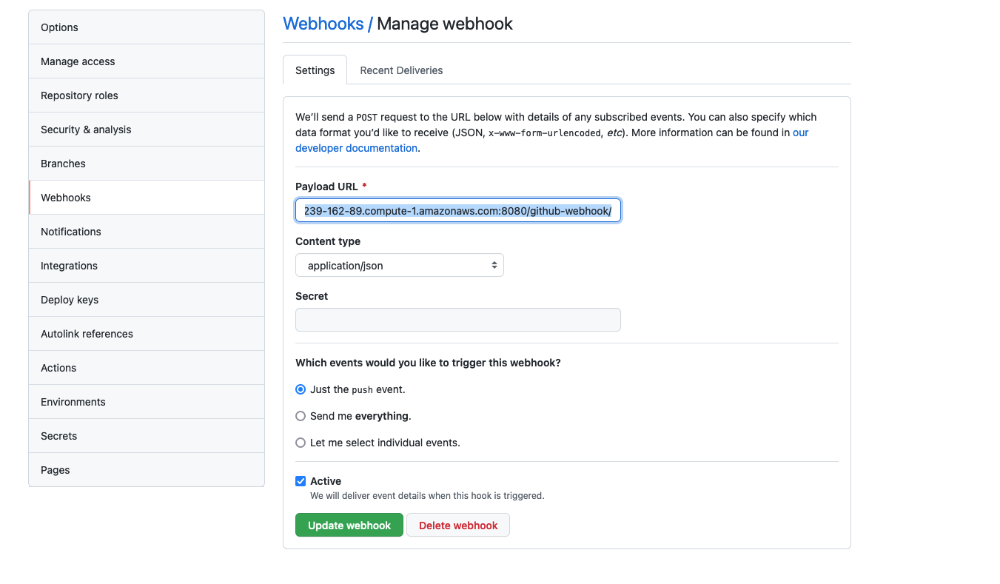 Options
Manage access
Repository roles
Security & analysis
Branches
Webhooks
Notifications
Integrations
Deploy keys
Autolink references
Actions
Environments
Secrets
Pages
Webhooks / Manage webhook
Settings
Recent Deliveries
We’ll send a POST request to the URL below with details of any subscribed events. You can also specify which
data format you’d like to receive (JSON, x-www-form-urlencoded, etc). More information can be found in our
developer documentation.
Payload URL *
239-162-89.compute-1.amazonaws.com:8080/github-webhook/
Content type
application/json
Secret
Which events would you like to trigger this webhook?
Just the push event.
Send me everything.
Let me select individual events.
Active
We will deliver event details when this hook is triggered.
Update webhook
Delete webhook